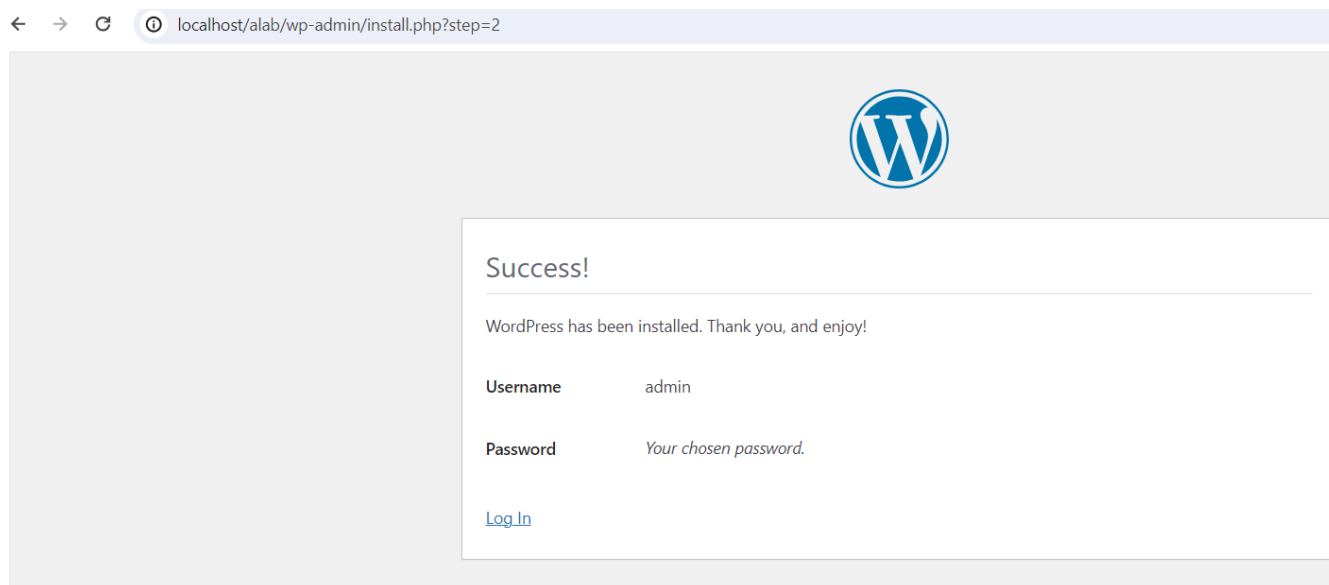 localhost/alab/wp-admin/install.php?step=2
W
Success!
WordPress has been installed. Thank you, and enjoy!
Username admin
Password Your chosen password.
Log In